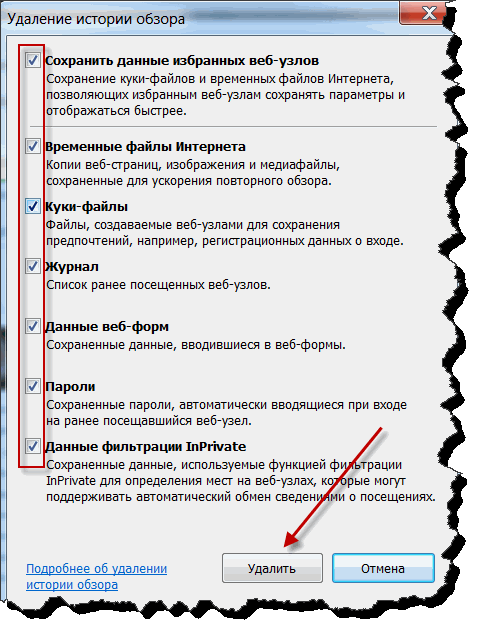 Удаление истории обзора
Сохранить данные избранных веб-узлов
Сохранение куки-файлов и временных файлов Интернета,
позволяющих избранным веб-узлам сохранять параметры и
отображаться быстрее.
Временные файлы Интернета
Копии веб-страниц, изображения и медиафайлы,
сохраненные для ускорения повторного обзора.
Куки-файлы
Файлы, создаваемые веб-узлами для сохранения
предпочтений, например, регистрационных данных о входе.
Журнал
Список ранее посещенных веб-узлов.
Данные веб-форм
Сохраненные данные, вводившиеся в веб-формы.
Пароли
Сохраненные пароли, автоматически вводящиеся при входе
на ранее посещавшийся веб-узел.
Данные фильтрации InPrivate
Сохраненные данные, используемые функцией фильтрации
InPrivate для определения мест на веб-узлах, которые могут
поддерживать автоматический обмен сведениями о посещениях.
Подробнее об удалении
истории обзора
Удалить
Отмена